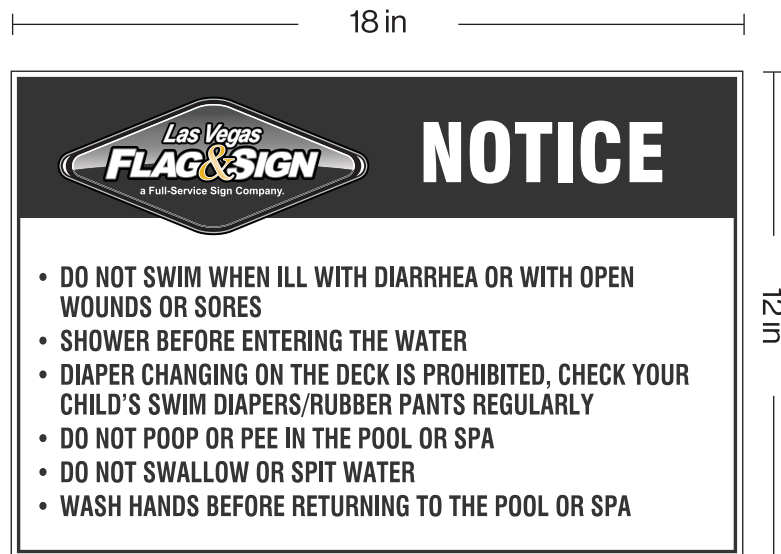 18 in
Las Vegas
FLAG&SIGN
a Full-Service Sign Company.
NOTICE
12 in
• DO NOT SWIM WHEN ILL WITH DIARRHEA OR WITH OPEN
WOUNDS OR SORES
• SHOWER BEFORE ENTERING THE WATER
• DIAPER CHANGING ON THE DECK IS PROHIBITED, CHECK YOUR
CHILD'S SWIM DIAPERS/RUBBER PANTS REGULARLY
• DO NOT POOP OR PEE IN THE POOL OR SPA
• DO NOT SWALLOW OR SPIT WATER
• WASH HANDS BEFORE RETURNING TO THE POOL OR SPA